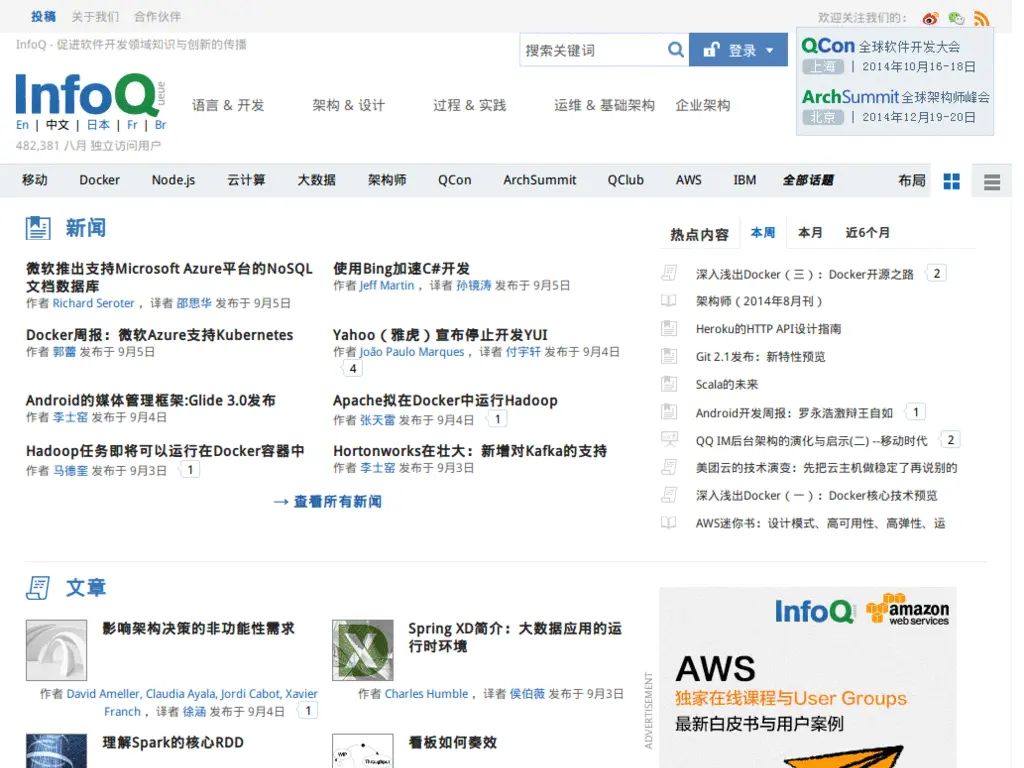 投稿 关于我们 合作伙伴
欢迎关注我们的:
InfoQ - 促进软件开发领域知识与创新的传播
搜索关键词
登录
QCon 全球软件开发大会
上海 | 2014年10月16-18日
ArchSummit 全球架构师峰会
北京 | 2014年12月19-20日
InfoQ ueue
语言 & 开发 架构 & 设计 过程 & 实践 运维 & 基础架构 企业架构
En | 中文 | 日本 | Fr | Br
482,381 八月 独立访问用户
移动 Docker Node.js 云计算 大数据 架构师 QCon ArchSummit QClub AWS IBM 全部话题 布局
新闻
微软推出支持Microsoft Azure平台的NoSQL
文档数据库
作者 Richard Seroter ，译者 邵思华 发布于 9月5日
使用Bing加速C#开发
作者 Jeff Martin ，译者 孙镜涛 发布于 9月5日
Docker周报：微软Azure支持Kubernetes
作者 郭蕾 发布于 9月5日
Yahoo（雅虎）宣布停止开发YUI
作者 João Paulo Marques ，译者 付宇轩 发布于 9月4日
4
Android的媒体管理框架:Glide 3.0发布
作者 李士窑 发布于 9月4日
Apache拟在Docker中运行Hadoop
作者 张天雷 发布于 9月4日 1
Hadoop任务即将可以运行在Docker容器中
作者 马德奎 发布于 9月3日 1
Hortonworks在壮大：新增对Kafka的支持
作者 李士窑 发布于 9月3日
→ 查看所有新闻
热点内容 本周 本月 近6个月
深入浅出Docker（三）：Docker开源之路 2
架构师（2014年8月刊）
Heroku的HTTP API设计指南
Git 2.1发布：新特性预览
Scala的未来
Android开发周报：罗永浩激辩王自如 1
QQ IM后台架构的演化与启示(二) --移动时代 2
美团云的技术演变：先把云主机做稳定了再说别的
深入浅出Docker（一）：Docker核心技术预览
AWS迷你书：设计模式、高可用性、高弹性、运
文章
影响架构决策的非功能性需求
作者 David Ameller, Claudia Ayala, Jordi Cabot, Xavier
Franch ，译者 徐涵 发布于 9月4日 1
Spring XD简介：大数据应用的运
行时环境
作者 Charles Humble ，译者 侯伯薇 发布于 9月3日
理解Spark的核心RDD
看板如何奏效
WIP
Throughput
ADVERTISEMENT
InfoQ amazon
web services
AWS
独家在线课程与User Groups
最新白皮书与用户案例